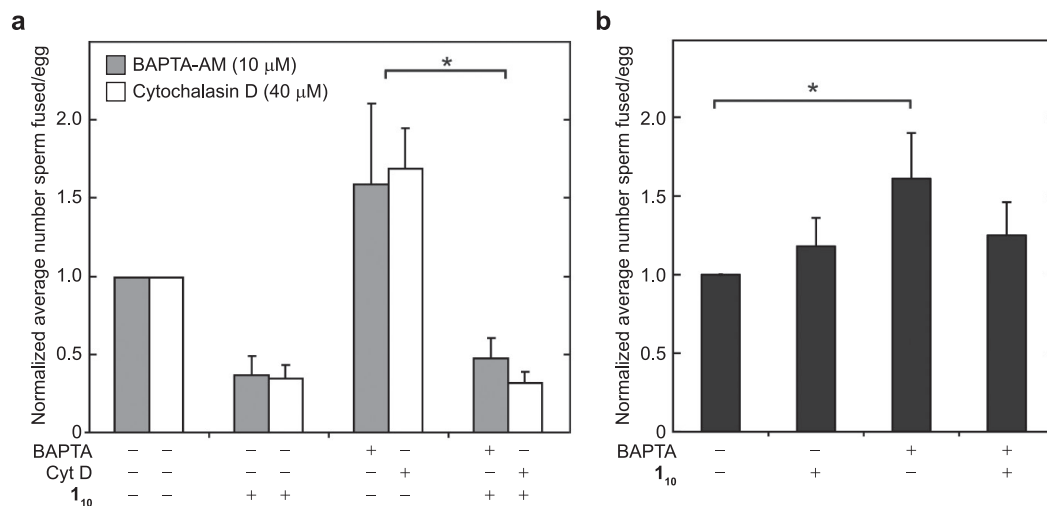 a
BAPTA-AM (10 μM)
Cytochalasin D (40 μM)
*
Normalized average number sperm fused/egg
2.0
1.5
1.0
0.5
0
BAPTA – – – – + – + –
Cyt D – – – – – + – +
1₁₀ – – + + – – + +
b
*
Normalized average number sperm fused/egg
2.0
1.5
1.0
0.5
0
BAPTA – – + +
1₁₀ – + – +